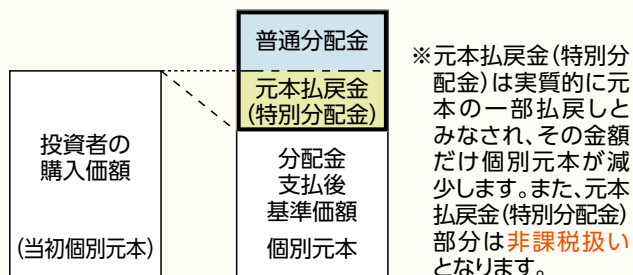 投資者の
購入価額
(当初個別元本)
普通分配金
元本払戻金
(特別分配金)
分配金
支払後
基準価額
個別元本
※元本払戻金(特別分
配金)は実質的に元
本の一部払戻しと
みなされ、その金額
だけ個別元本が減
少します。また、元本
払戻金(特別分配金)
部分は非課税扱い
となります。